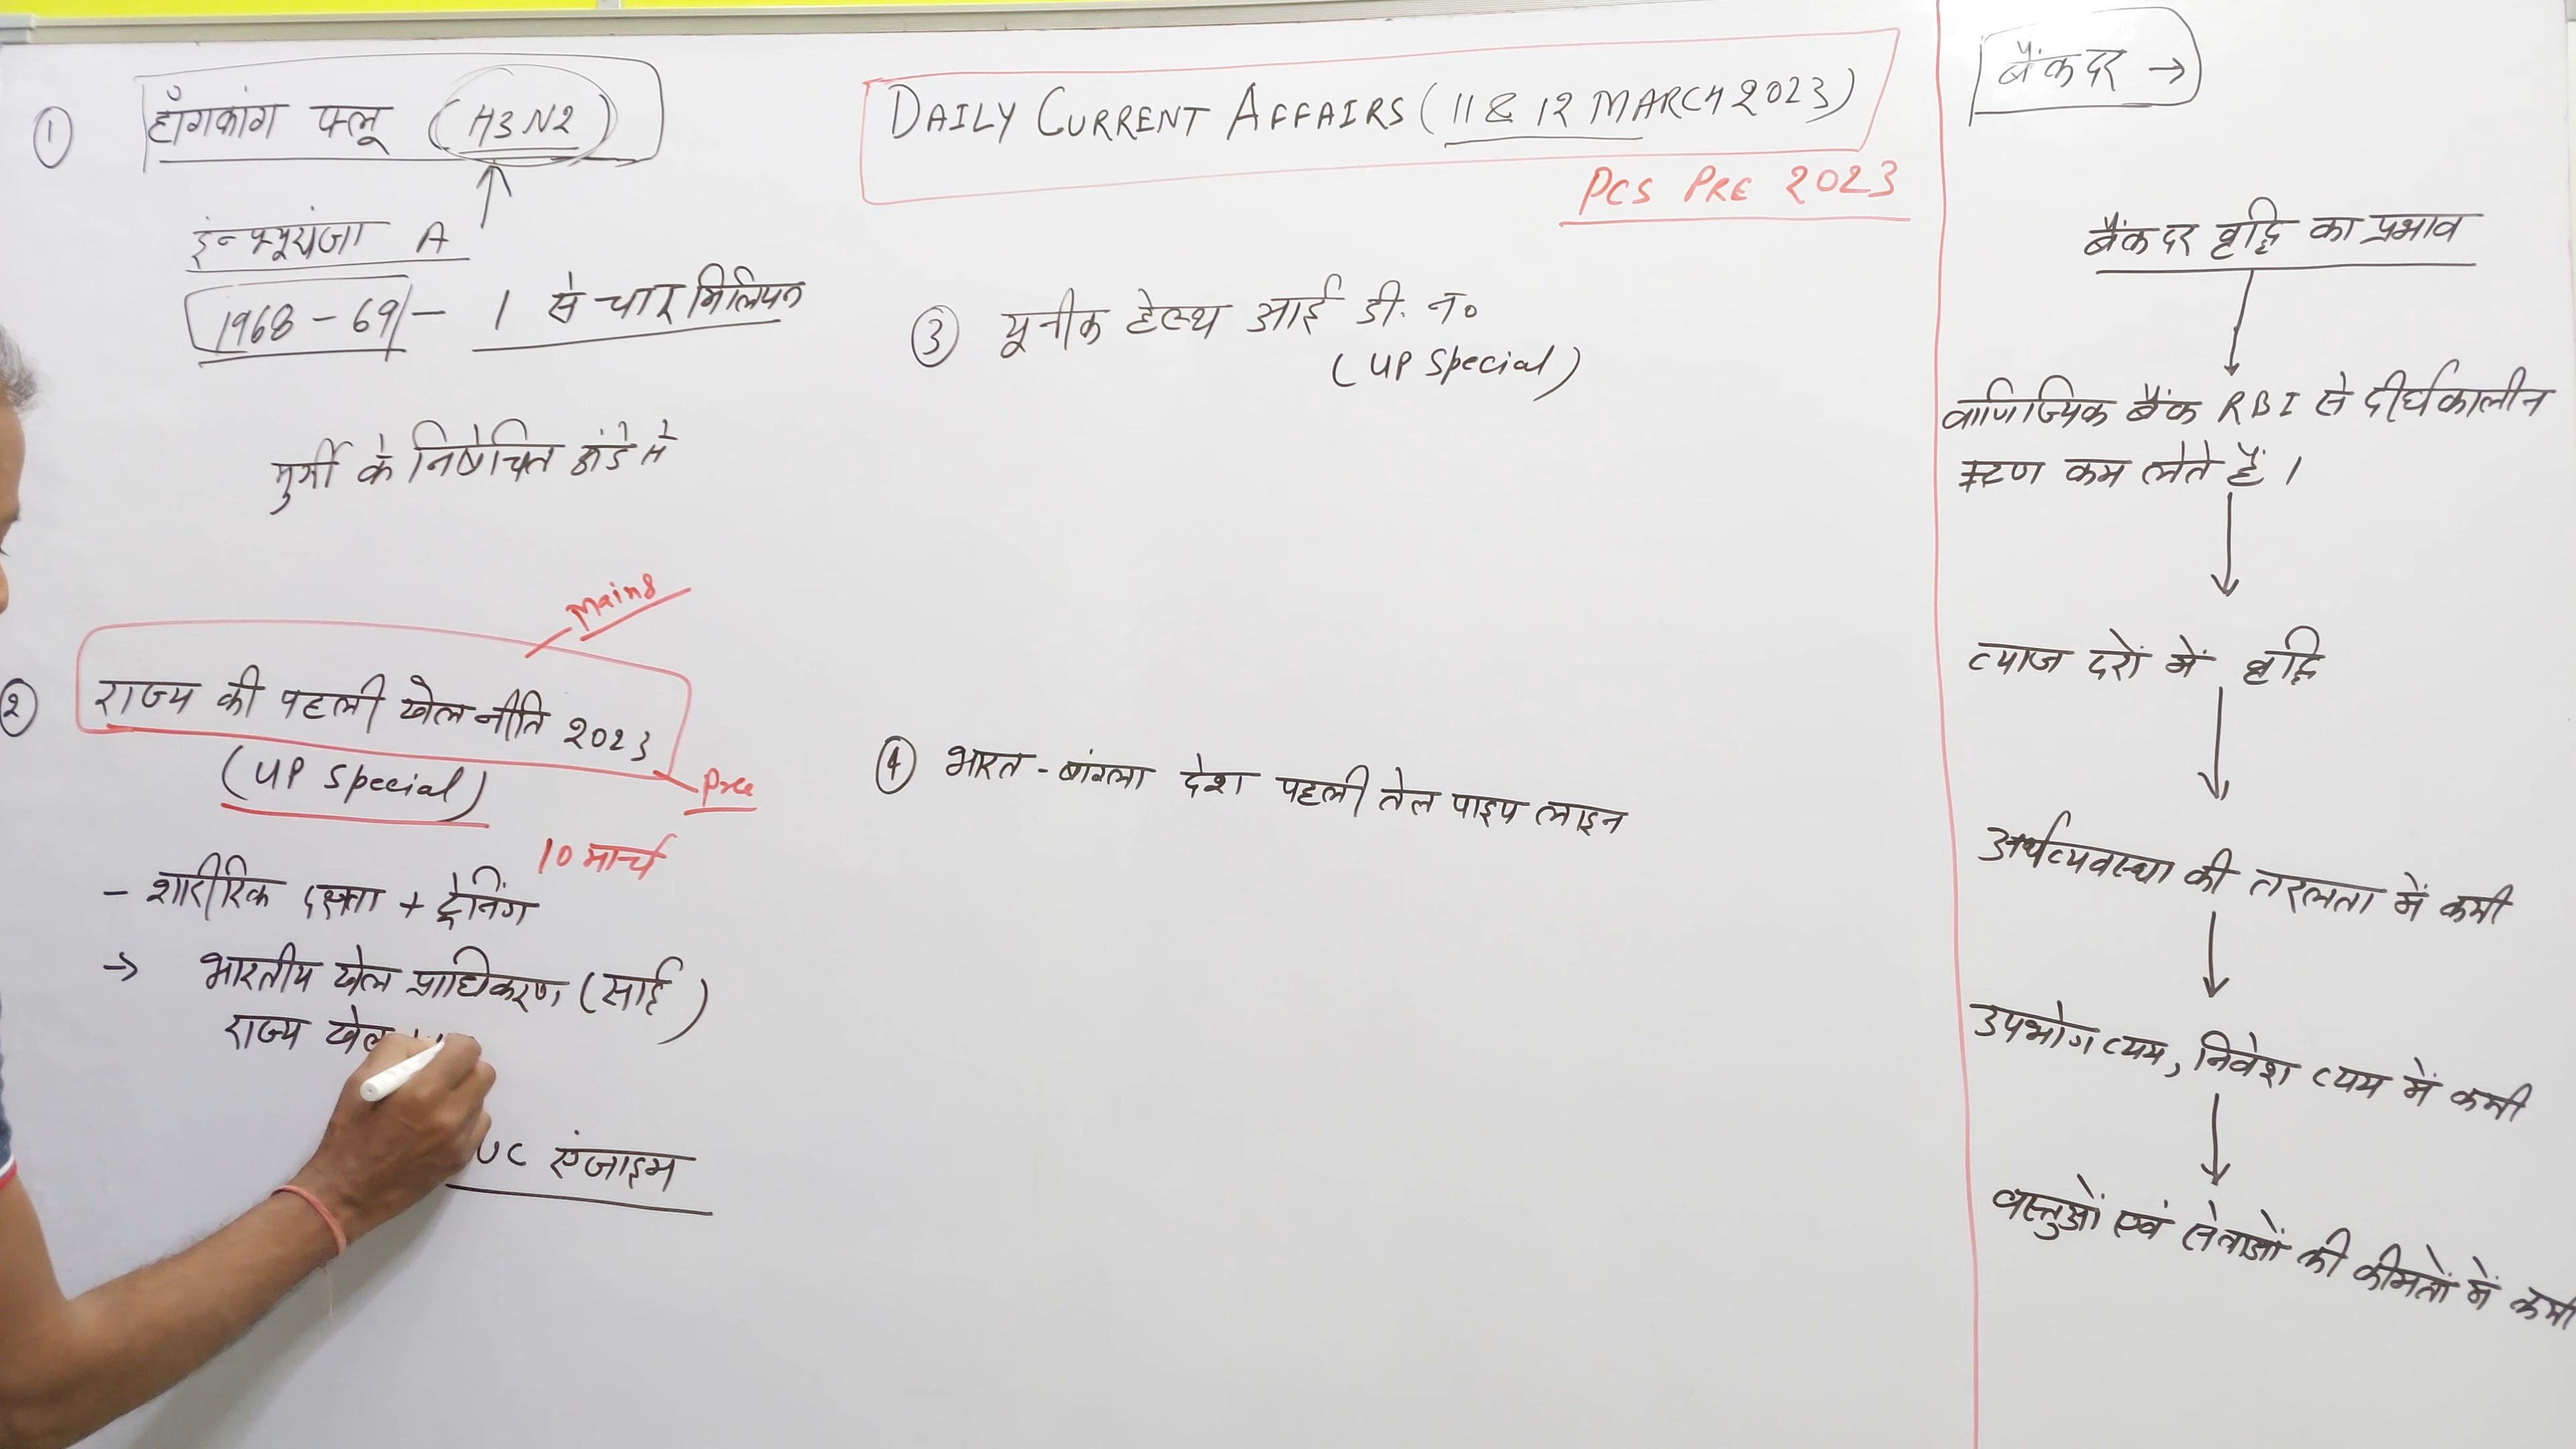 ① हाँगकांग फ्लू (H3N2)
इन्फ्लूयेंजा A
1968-69 - 1 से चार मिलियन
मुर्गी के निषेचित अंडे मे
Mains
② राज्य की पहली खेल नीति 2023
(UP Special)
Pre
10 मार्च
- शारीरिक दक्षता + ट्रेनिंग
→ भारतीय खेल प्राधिकरण (साई)
राज्य खेल
UC एंजाइम
DAILY CURRENT AFFAIRS (11 & 12 MARCH 2023)
PCS PRE 2023
③ यूनीक हेल्थ आई डी. न०
(UP Special)
④ भारत - बांग्ला देश पहली तेल पाइप लाइन
बैंक दर →
बैंक दर वृद्धि का प्रभाव
वाणिज्यिक बैंक RBI से दीर्घकालीन
ऋण कम लेते हैं ।
ब्याज दरों में वृद्धि
अर्थव्यवस्था की तरलता में कमी
उपभोग व्यय, निवेश व्यय में कमी
वस्तुओं एवं सेवाओं की कीमतों में कमी